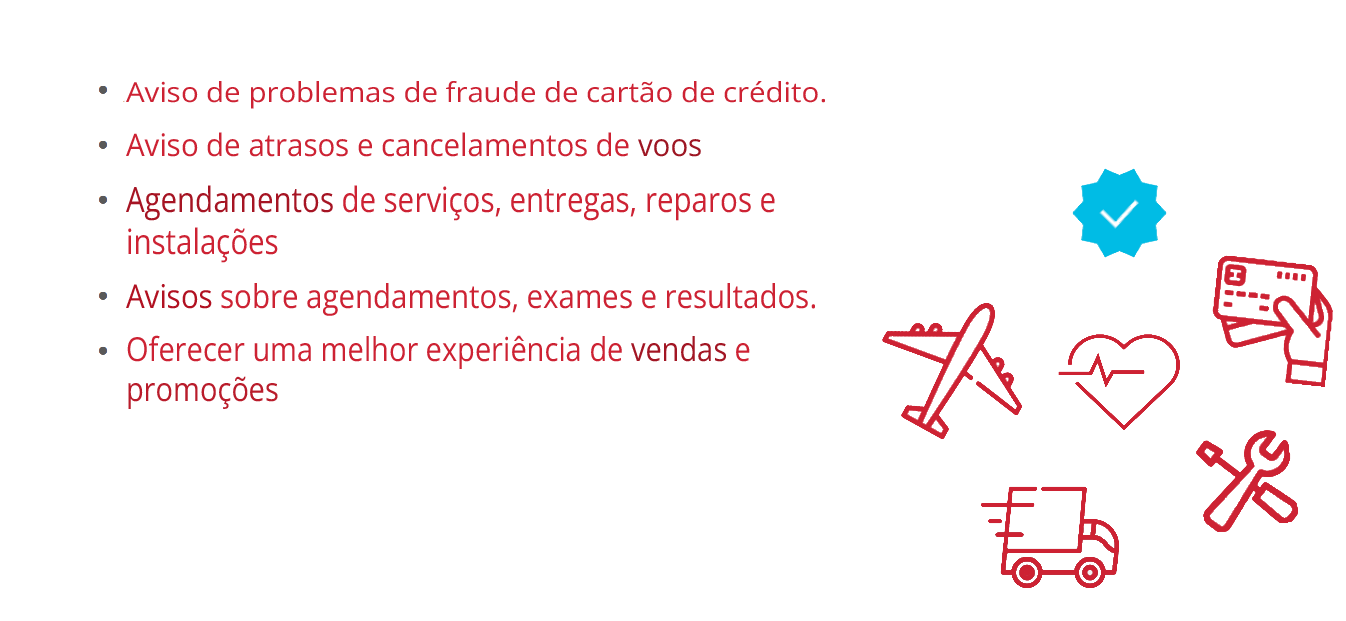 • Aviso de problemas de fraude de cartão de crédito.
• Aviso de atrasos e cancelamentos de voos
• Agendamentos de serviços, entregas, reparos e
instalações
• Avisos sobre agendamentos, exames e resultados.
• Oferecer uma melhor experiência de vendas e
promoções